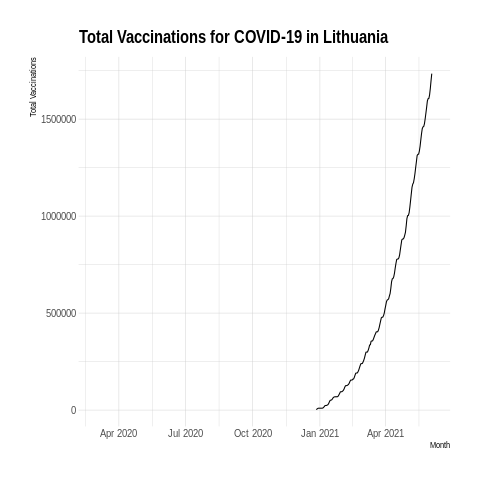 Total Vaccinations for COVID-19 in Lithuania
Total Vaccinations
1500000
1000000
500000
0
Apr 2020 Jul 2020 Oct 2020 Jan 2021 Apr 2021
Month